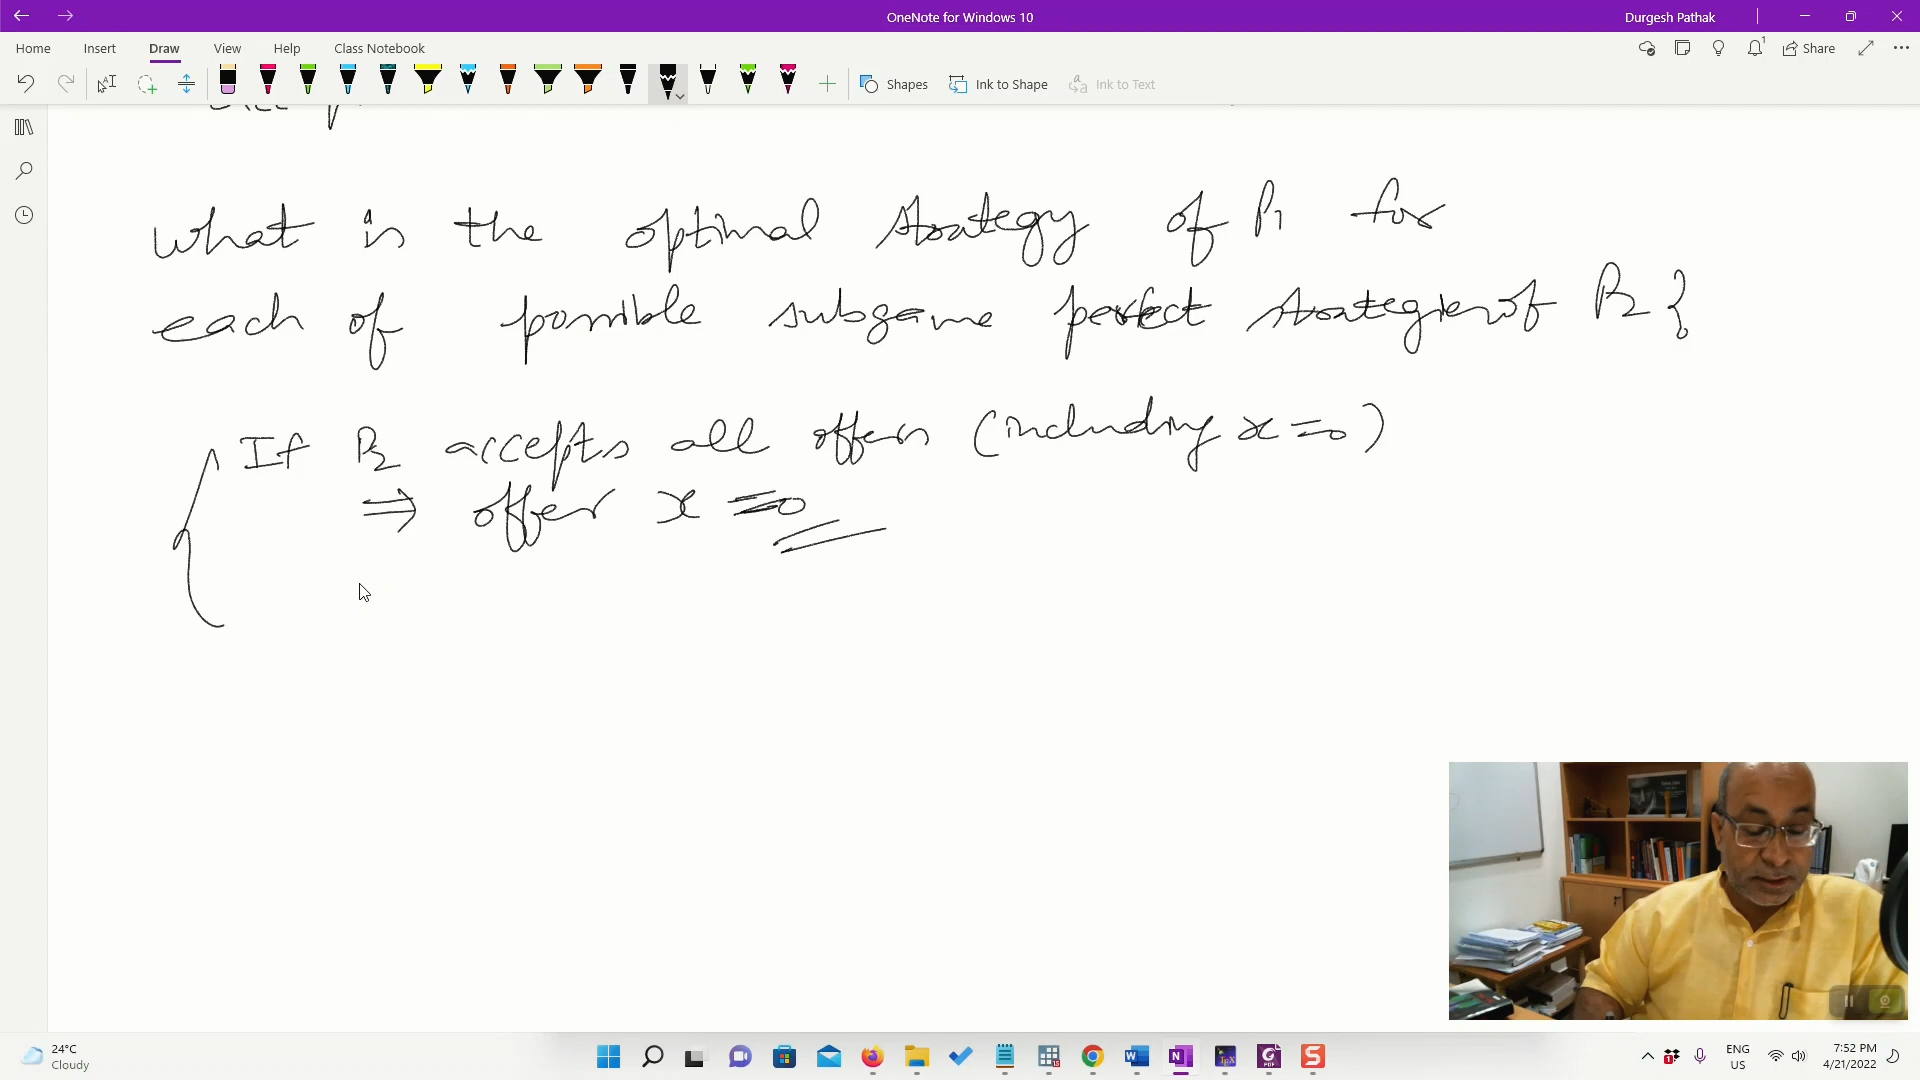 OneNote for Windows 10
Durgesh Pathak
Home Insert Draw View Help Class Notebook
Share
Shapes Ink to Shape Ink to Text
What is the optimal strategy of P1 for
each of possible subgame perfect strategies of P2 ?
If P2 accepts all offers (including x = 0)
⇒ offer x = 0
24°C
Cloudy
ENG
US
7:52 PM
4/21/2022